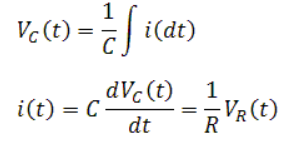 V_C(t) = \frac{1}{C} \int i(dt)
i(t) = C \frac{dV_C(t)}{dt} = \frac{1}{R} V_R(t)